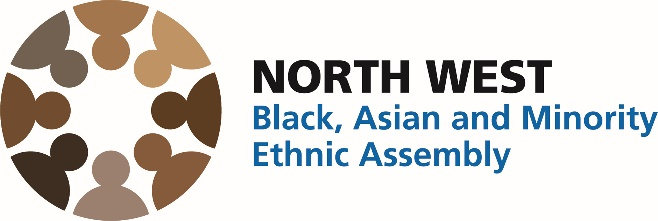 NORTH WEST
Black, Asian and Minority
Ethnic Assembly